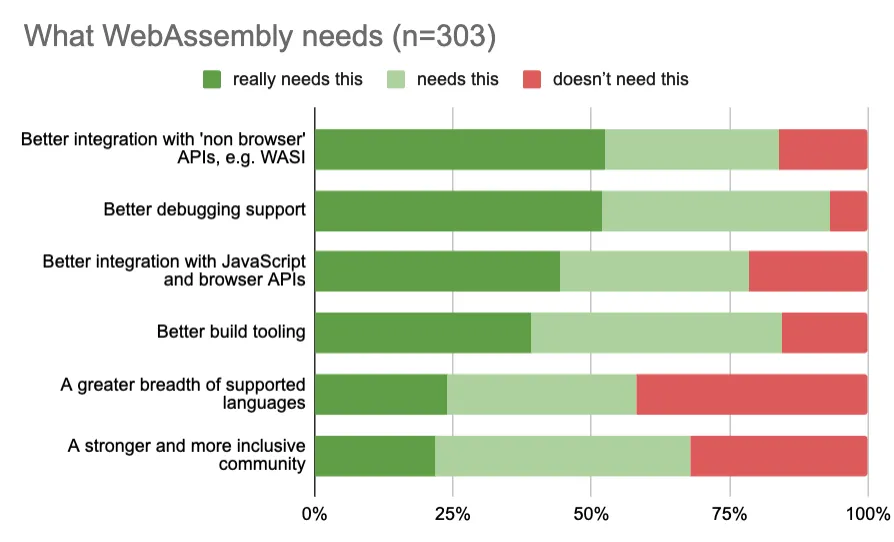 What WebAssembly needs (n=303)
really needs this needs this doesn't need this
Better integration with 'non browser'
APIs, e.g. WASI
Better debugging support
Better integration with JavaScript
and browser APIs
Better build tooling
A greater breadth of supported
languages
A stronger and more inclusive
community
0% 25% 50% 75% 100%